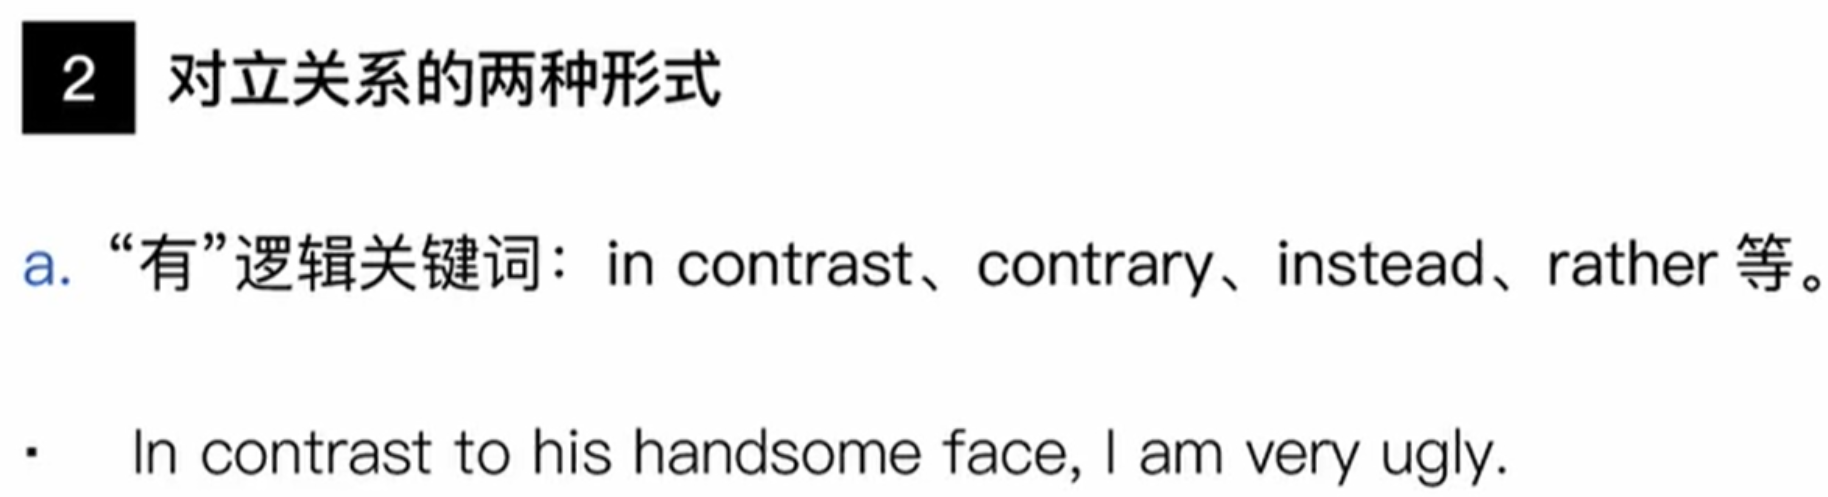 2 对立关系的两种形式
a. “有”逻辑关键词：in contrast、contrary、instead、rather 等。
· In contrast to his handsome face, I am very ugly.